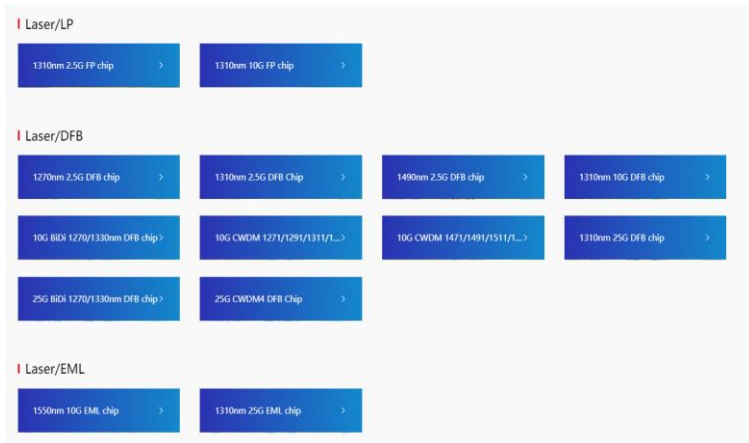 Laser/LP
1310nm 2.5G FP chip >
1310nm 10G FP chip >
Laser/DFB
1270nm 2.5G DFB chip >
1310nm 2.5G DFB Chip >
1490nm 2.5G DFB chip >
1310nm 10G DFB chip >
10G BiDi 1270/1330nm DFB chip >
10G CWDM 1271/1291/1311/1... >
10G CWDM 1471/1491/1511/1... >
1310nm 25G DFB chip >
25G BiDi 1270/1330nm DFB chip >
25G CWDM4 DFB Chip >
Laser/EML
1550nm 10G EML chip >
1310nm 25G EML chip >